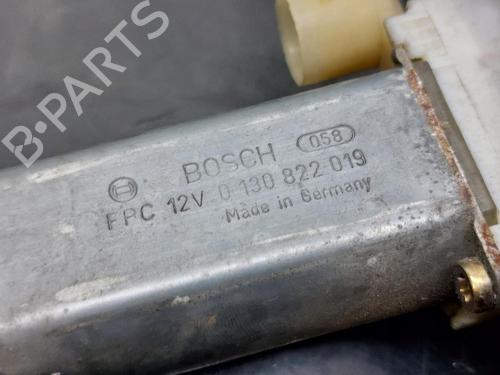 B-PARTS
BOSCH 058
FPC 12V 0 130 822 019
Made in Germany